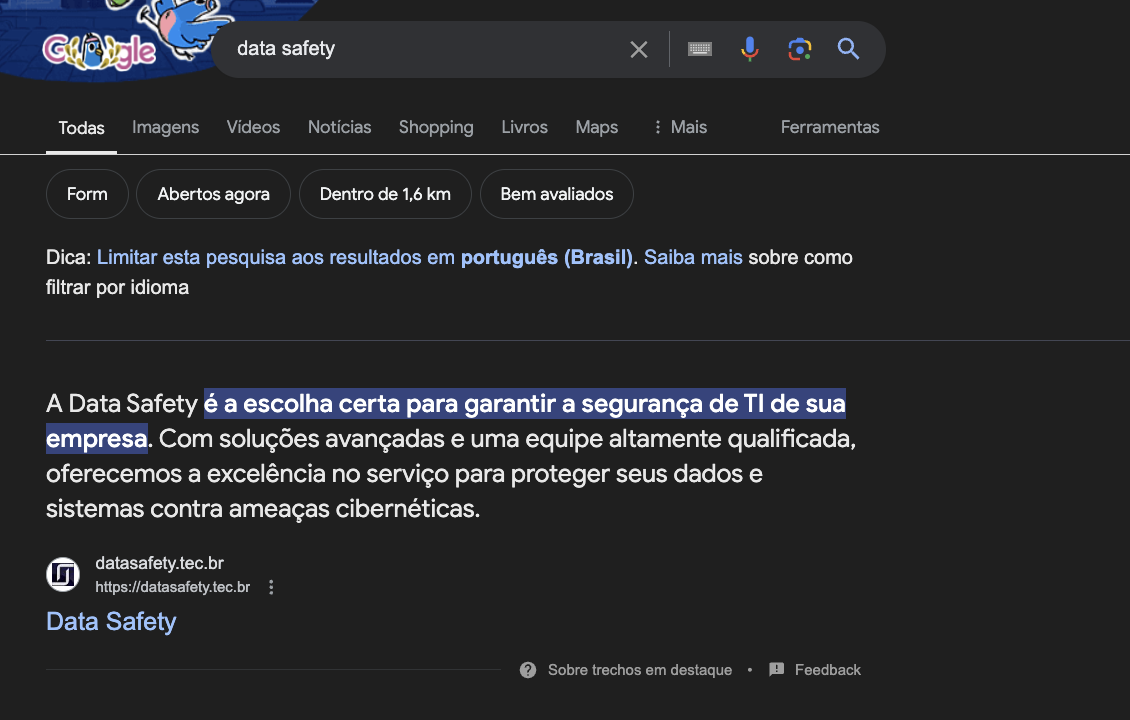 Google
data safety
Todas Imagens Vídeos Notícias Shopping Livros Maps Mais Ferramentas
Form Abertos agora Dentro de 1,6 km Bem avaliados
Dica: Limitar esta pesquisa aos resultados em português (Brasil). Saiba mais sobre como
filtrar por idioma
A Data Safety é a escolha certa para garantir a segurança de TI de sua
empresa. Com soluções avançadas e uma equipe altamente qualificada,
oferecemos a excelência no serviço para proteger seus dados e
sistemas contra ameaças cibernéticas.
datasafety.tec.br
https://datasafety.tec.br
Data Safety
Sobre trechos em destaque • Feedback